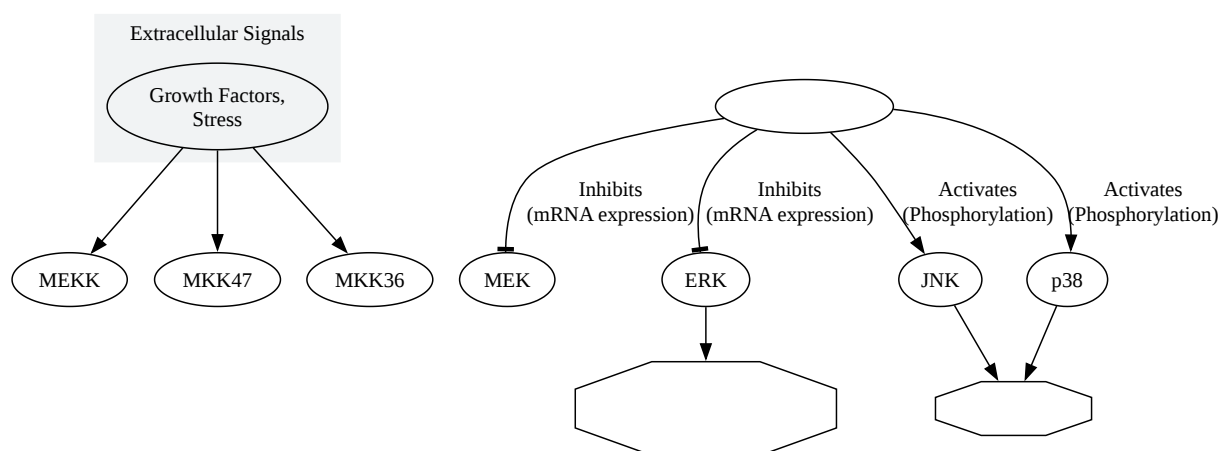 Extracellular Signals
Growth Factors,
Stress
Inhibits
(mRNA expression)
Inhibits
(mRNA expression)
Activates
(Phosphorylation)
Activates
(Phosphorylation)
MEKK
MKK47
MKK36
MEK
ERK
JNK
p38